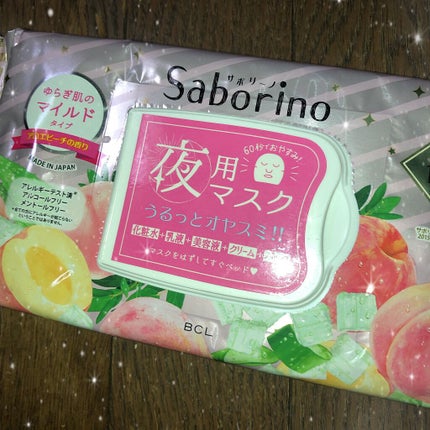 サボリーノ
Saborino
ゆらぎ肌の
マイルド
タイプ
アロエピーチの香り
MADE IN JAPAN
アレルギーテスト済*
アルコールフリー
メントールフリー
60秒でおやすみ!
夜用
マスク
うるっとオヤスミ!!
化粧水+乳液+美容液+クリーム
マスクをはずしてすぐベッド♥
BCL